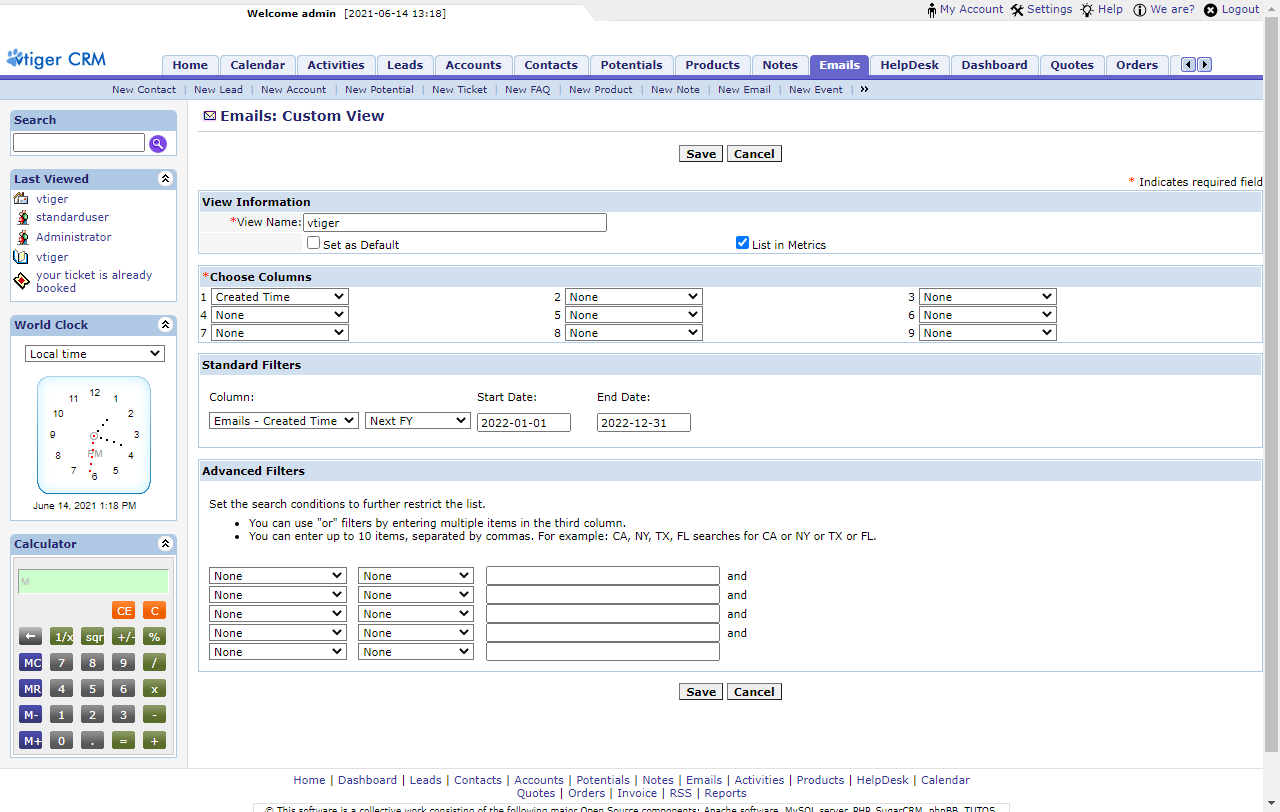 Welcome admin [2021-06-14 13:18]
My Account Settings Help We are? Logout
vtiger CRM
Home Calendar Activities Leads Accounts Contacts Potentials Products Notes Emails HelpDesk Dashboard Quotes Orders
New Contact | New Lead | New Account | New Potential | New Ticket | New FAQ | New Product | New Note | New Email | New Event | »
Search
Last Viewed
vtiger
standarduser
Administrator
vtiger
your ticket is already
booked
World Clock
Local time
12
11 1
10 2
9 3
8 PM 4
7 5
6
June 14, 2021 1:18 PM
Calculator
M
CE C
← 1/x sqr +/- %
MC 7 8 9 /
MR 4 5 6 x
M- 1 2 3 -
M+ 0 . = +
Emails: Custom View
Save Cancel
* Indicates required field
View Information
*View Name: vtiger
Set as Default List in Metrics
*Choose Columns
1 Created Time 2 None 3 None
4 None 5 None 6 None
7 None 8 None 9 None
Standard Filters
Column: Start Date: End Date:
Emails - Created Time Next FY 2022-01-01 2022-12-31
Advanced Filters
Set the search conditions to further restrict the list.
• You can use "or" filters by entering multiple items in the third column.
• You can enter up to 10 items, separated by commas. For example: CA, NY, TX, FL searches for CA or NY or TX or FL.
None None and
None None and
None None and
None None and
None None
Save Cancel
Home | Dashboard | Leads | Contacts | Accounts | Potentials | Notes | Emails | Activities | Products | HelpDesk | Calendar
Quotes | Orders | Invoice | RSS | Reports
© This software is a collective work consisting of the following major Open Source components: Apache software, MySQL server, PHP, SugarCRM, phpBB, TUTOS,